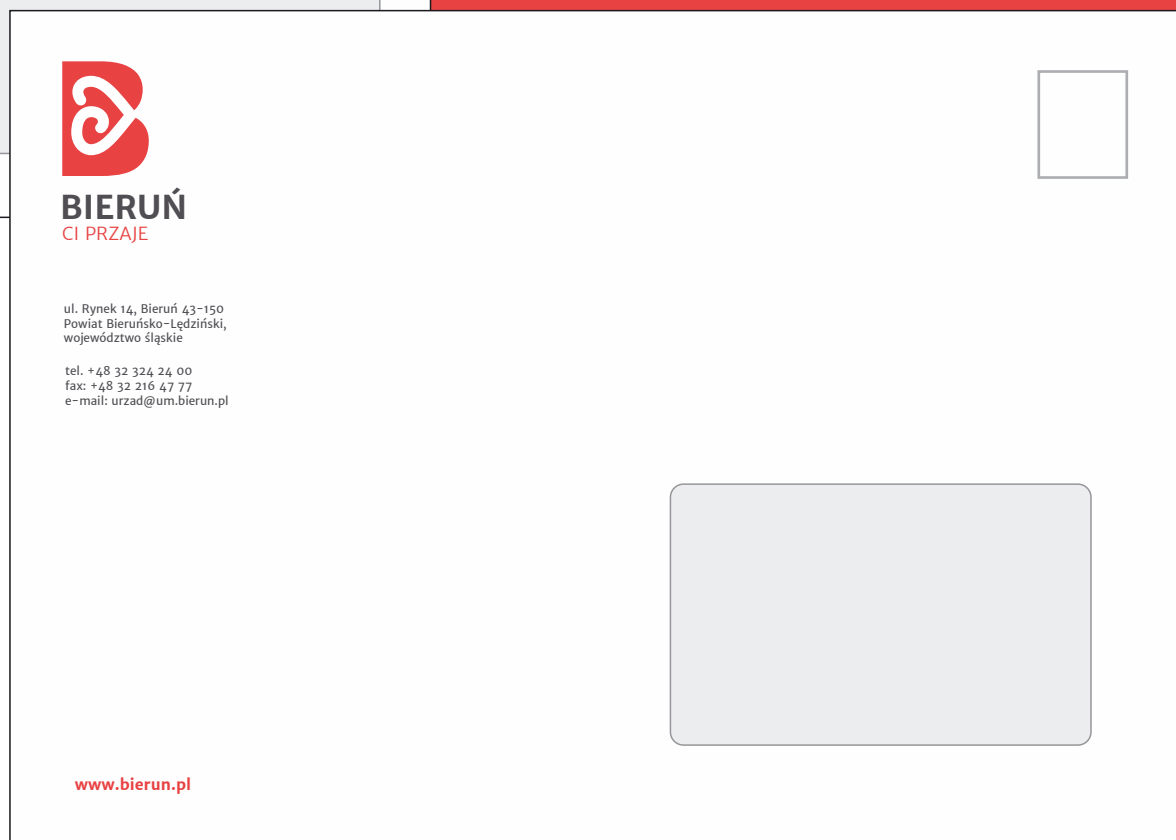 BIERUŃ
CI PRZAJE
ul. Rynek 14, Bieruń 43-150
Powiat Bieruńsko-Lędziński,
województwo śląskie
tel. +48 32 324 24 00
fax: +48 32 216 47 77
e-mail: urzad@um.bierun.pl
www.bierun.pl